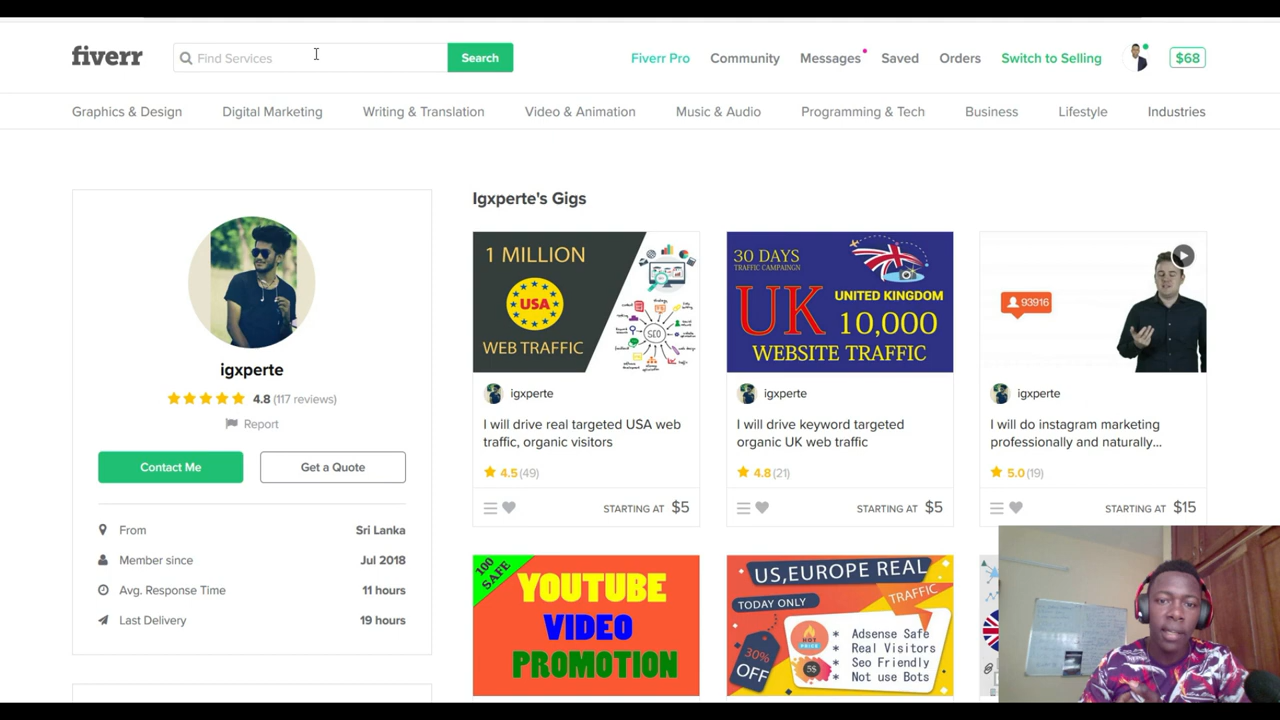 fiverr
Find Services
Search
Fiverr Pro
Community
Messages
Saved
Orders
Switch to Selling
$68
Graphics & Design
Digital Marketing
Writing & Translation
Video & Animation
Music & Audio
Programming & Tech
Business
Lifestyle
Industries
igxperte
4.8 (117 reviews)
Report
Contact Me
Get a Quote
From
Sri Lanka
Member since
Jul 2018
Avg. Response Time
11 hours
Last Delivery
19 hours
Igxperte's Gigs
1 MILLION
USA
WEB TRAFFIC
SEO
igxperte
I will drive real targeted USA web
traffic, organic visitors
4.5 (49)
STARTING AT $5
30 DAYS
TRAFFIC CAMPAINGN
UK
UNITED KINGDOM
10,000
WEBSITE TRAFFIC
igxperte
I will drive keyword targeted
organic UK web traffic
4.8 (21)
STARTING AT $5
93916
igxperte
I will do instagram marketing
professionally and naturally...
5.0 (19)
STARTING AT $15
100
SAFE
YOUTUBE
VIDEO
PROMOTION
US,EUROPE REAL
TRAFFIC
TODAY ONLY
30%
OFF
HOT
PRICE
5$
* Adsense Safe
* Real Visitors
* Seo Friendly
* Not use Bots